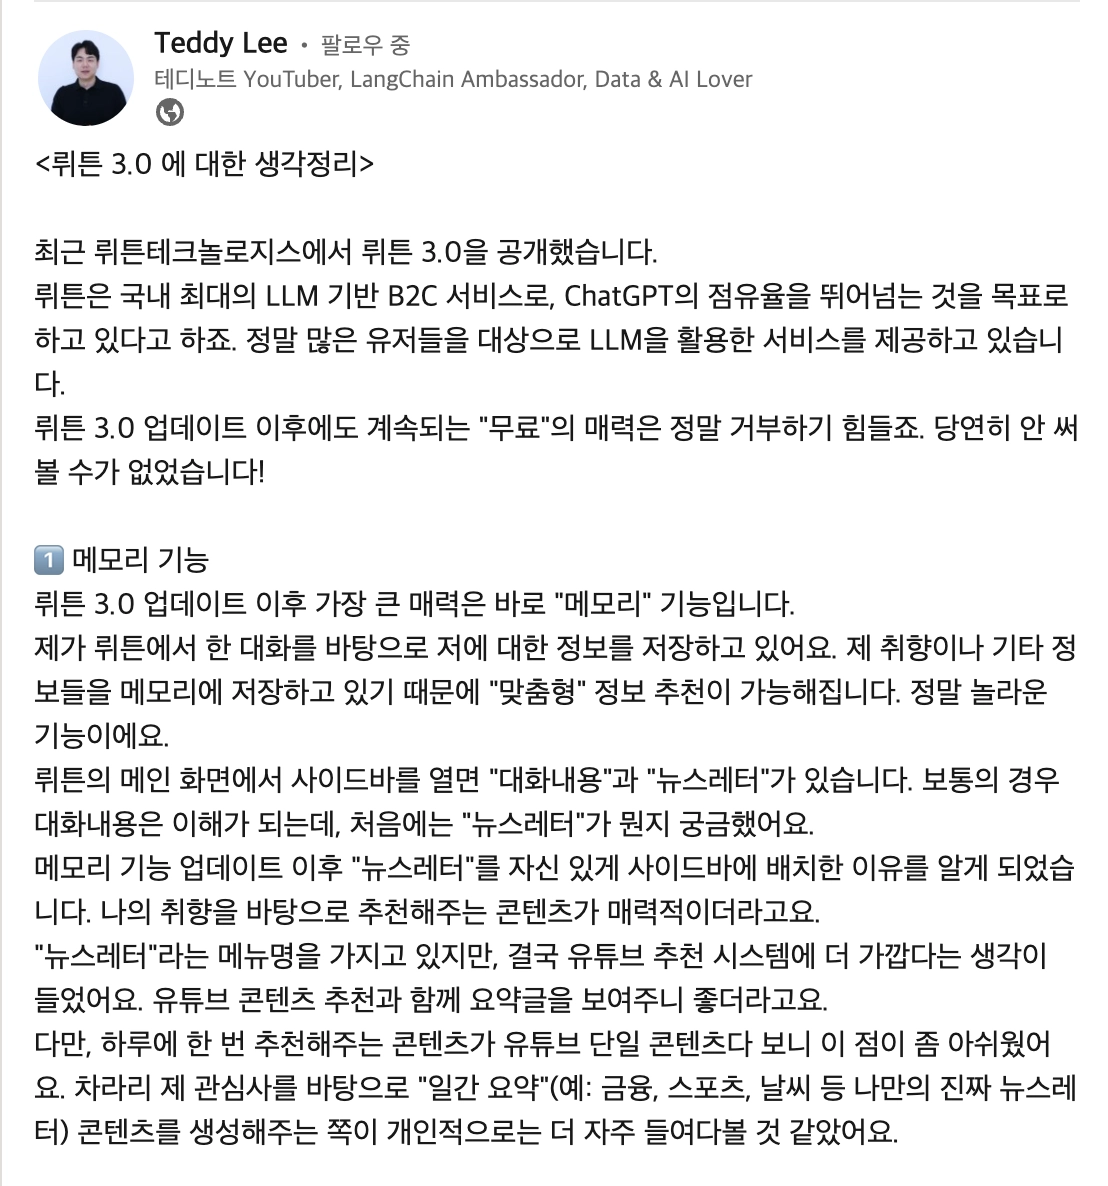 Teddy Lee • 팔로우 중
테디노트 YouTuber, LangChain Ambassador, Data & AI Lover
<뤼튼 3.0 에 대한 생각정리>
최근 뤼튼테크놀로지스에서 뤼튼 3.0을 공개했습니다.
뤼튼은 국내 최대의 LLM 기반 B2C 서비스로, ChatGPT의 점유율을 뛰어넘는 것을 목표로
하고 있다고 하죠. 정말 많은 유저들을 대상으로 LLM을 활용한 서비스를 제공하고 있습니
다.
뤼튼 3.0 업데이트 이후에도 계속되는 "무료"의 매력은 정말 거부하기 힘들죠. 당연히 안 써
볼 수가 없었습니다!
1️⃣ 메모리 기능
뤼튼 3.0 업데이트 이후 가장 큰 매력은 바로 "메모리" 기능입니다.
제가 뤼튼에서 한 대화를 바탕으로 저에 대한 정보를 저장하고 있어요. 제 취향이나 기타 정
보들을 메모리에 저장하고 있기 때문에 "맞춤형" 정보 추천이 가능해집니다. 정말 놀라운
기능이에요.
뤼튼의 메인 화면에서 사이드바를 열면 "대화내용"과 "뉴스레터"가 있습니다. 보통의 경우
대화내용은 이해가 되는데, 처음에는 "뉴스레터"가 뭔지 궁금했어요.
메모리 기능 업데이트 이후 "뉴스레터"를 자신 있게 사이드바에 배치한 이유를 알게 되었습
니다. 나의 취향을 바탕으로 추천해주는 콘텐츠가 매력적이더라고요.
"뉴스레터"라는 메뉴명을 가지고 있지만, 결국 유튜브 추천 시스템에 더 가깝다는 생각이
들었어요. 유튜브 콘텐츠 추천과 함께 요약글을 보여주니 좋더라고요.
다만, 하루에 한 번 추천해주는 콘텐츠가 유튜브 단일 콘텐츠다 보니 이 점이 좀 아쉬웠어
요. 차라리 제 관심사를 바탕으로 "일간 요약"(예: 금융, 스포츠, 날씨 등 나만의 진짜 뉴스레
터) 콘텐츠를 생성해주는 쪽이 개인적으로는 더 자주 들여다볼 것 같았어요.